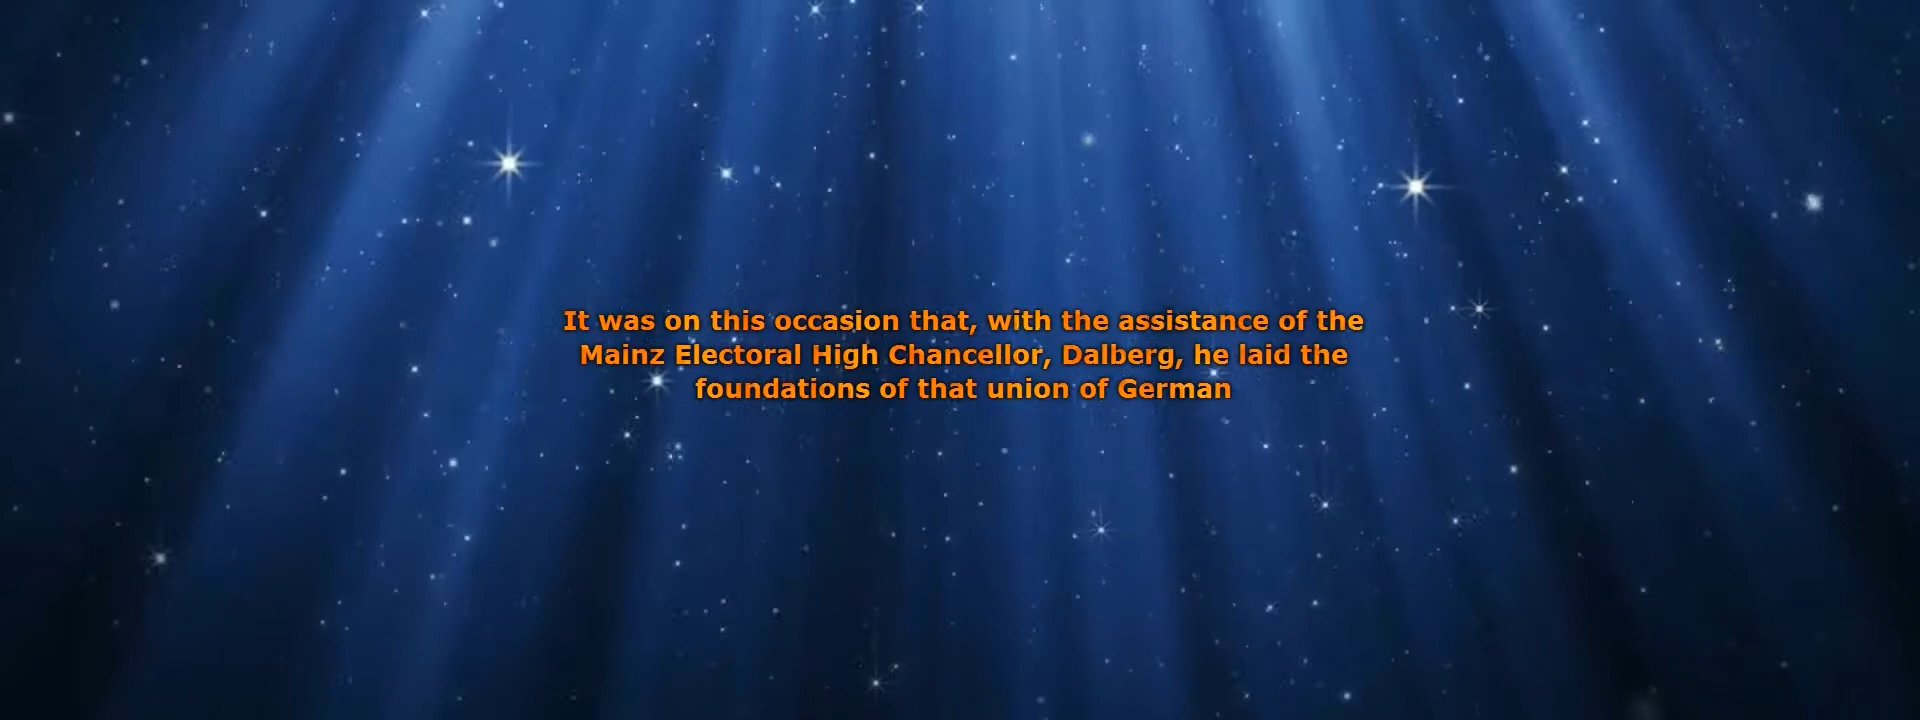 It was on this occasion that, with the assistance of the
Mainz Electoral High Chancellor, Dalberg, he laid the
foundations of that union of German